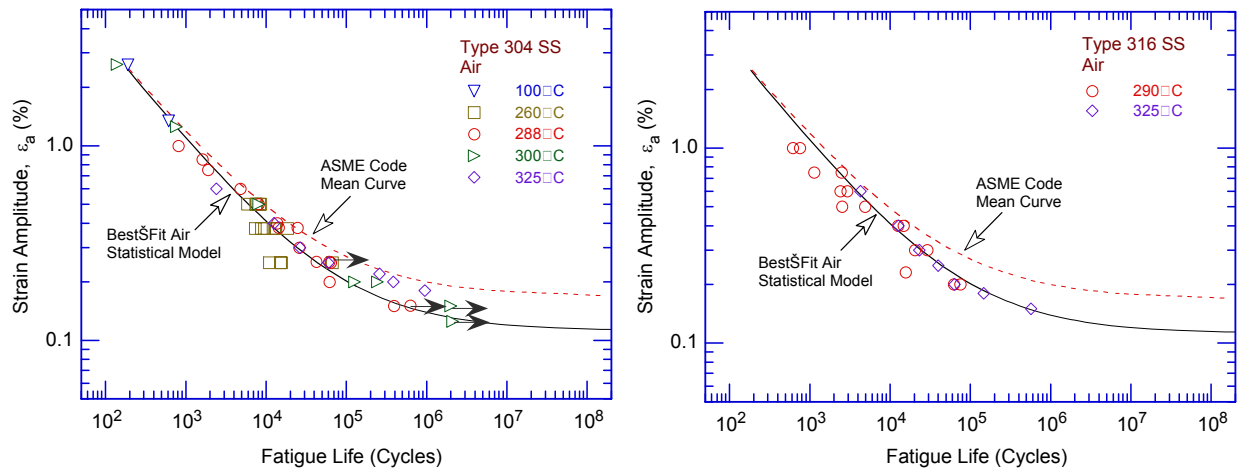 Type 304 SS
Air
100□C
260□C
288□C
300□C
325□C
ASME Code
Mean Curve
BestŠFit Air
Statistical Model
Strain Amplitude, εa (%)
1.0
0.1
10²
10³
10⁴
10⁵
10⁶
10⁷
10⁸
Fatigue Life (Cycles)
Type 316 SS
Air
290□C
325□C
ASME Code
Mean Curve
BestŠFit Air
Statistical Model
Strain Amplitude, εa (%)
1.0
0.1
10²
10³
10⁴
10⁵
10⁶
10⁷
10⁸
Fatigue Life (Cycles)